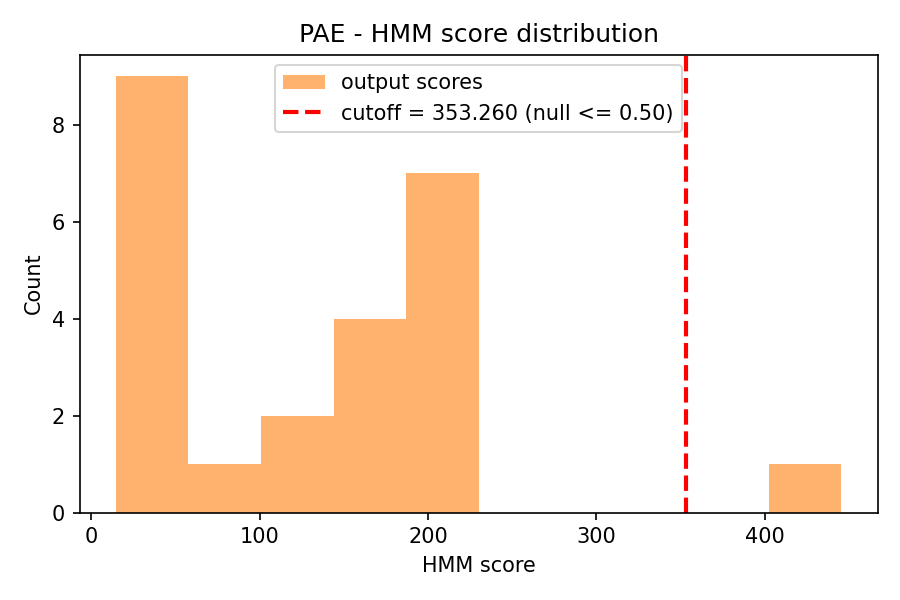 PAE - HMM score distribution
output scores
cutoff = 353.260 (null <= 0.50)
Count
8
6
4
2
0
0 100 200 300 400
HMM score